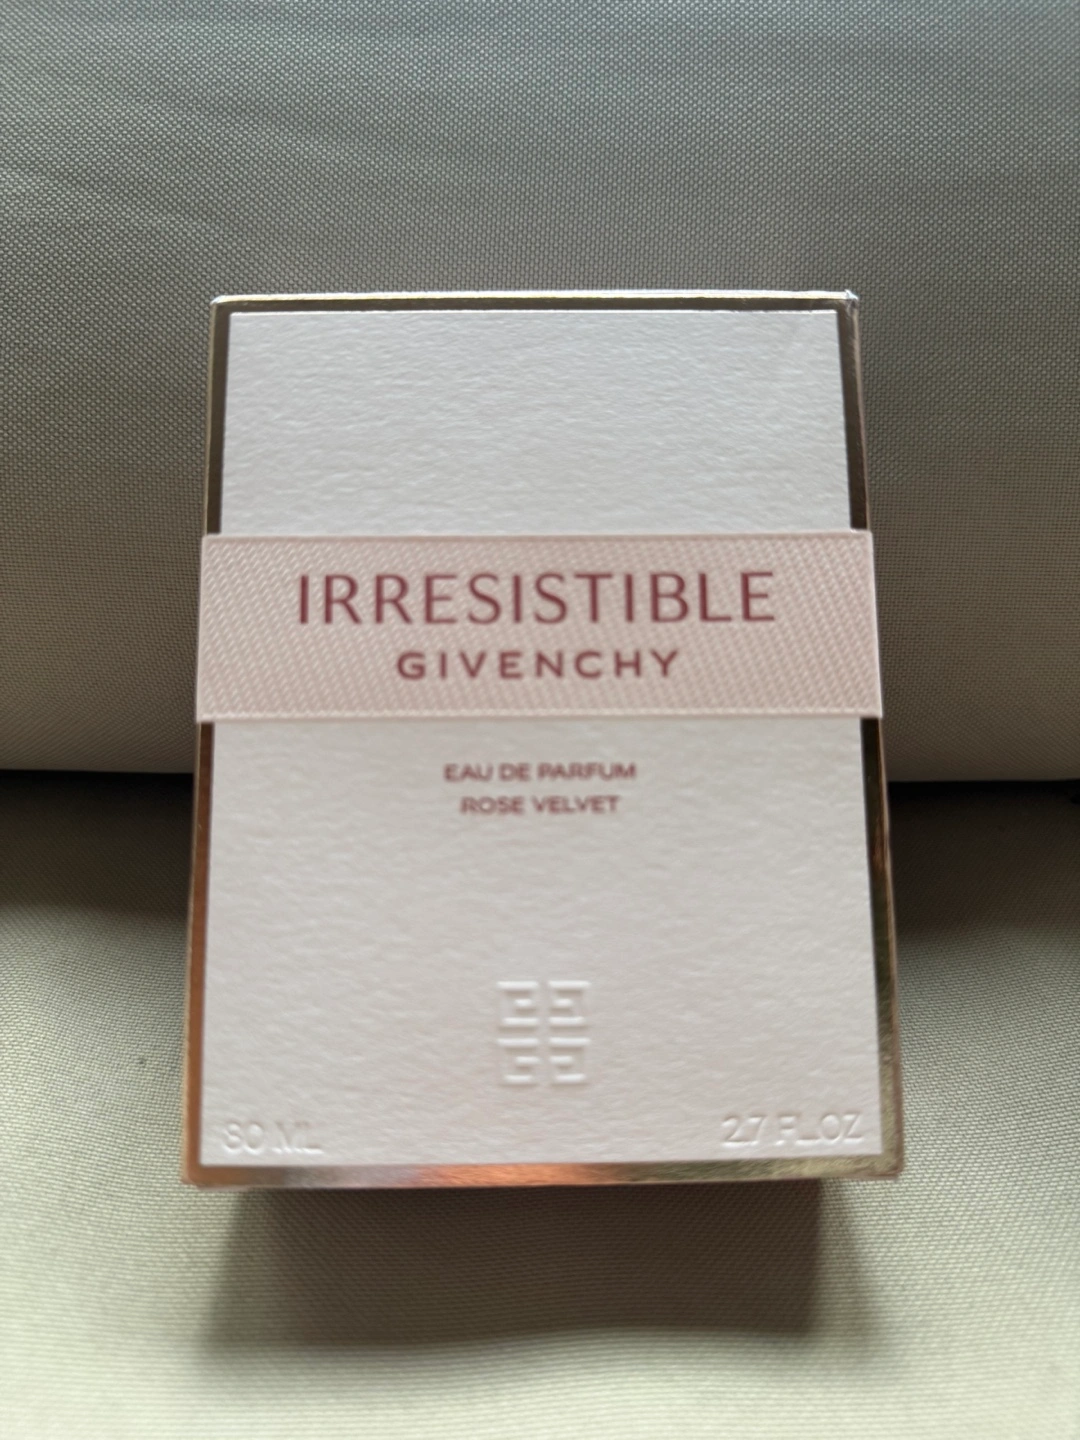 IRRESISTIBLE
GIVENCHY
EAU DE PARFUM
ROSE VELVET
80 ML 2.7 FL.OZ